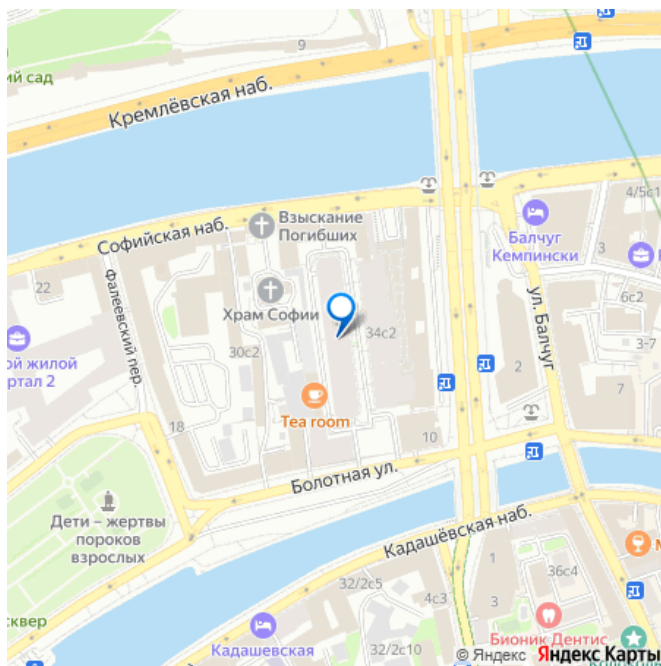 9
ий сад
Кремлёвская наб.
4/5с1
Взыскание
Погибших
Софийская наб.
Балчуг
Кемпински
3
22
Фалеевский пер.
Храм Софии
6с2
ул. Балчуг
34с2
30с2
3-7
ой жилой
ртал 2
2
7
Tea room
18
10
Болотная ул.
Дети – жертвы
пороков
взрослых
Кадашёвская наб.
32/2с5
1
36с4
4с3
3
сквер
Кадашевская
32/2с10
Бионик Дентис
© Яндекс Яндекс Карты